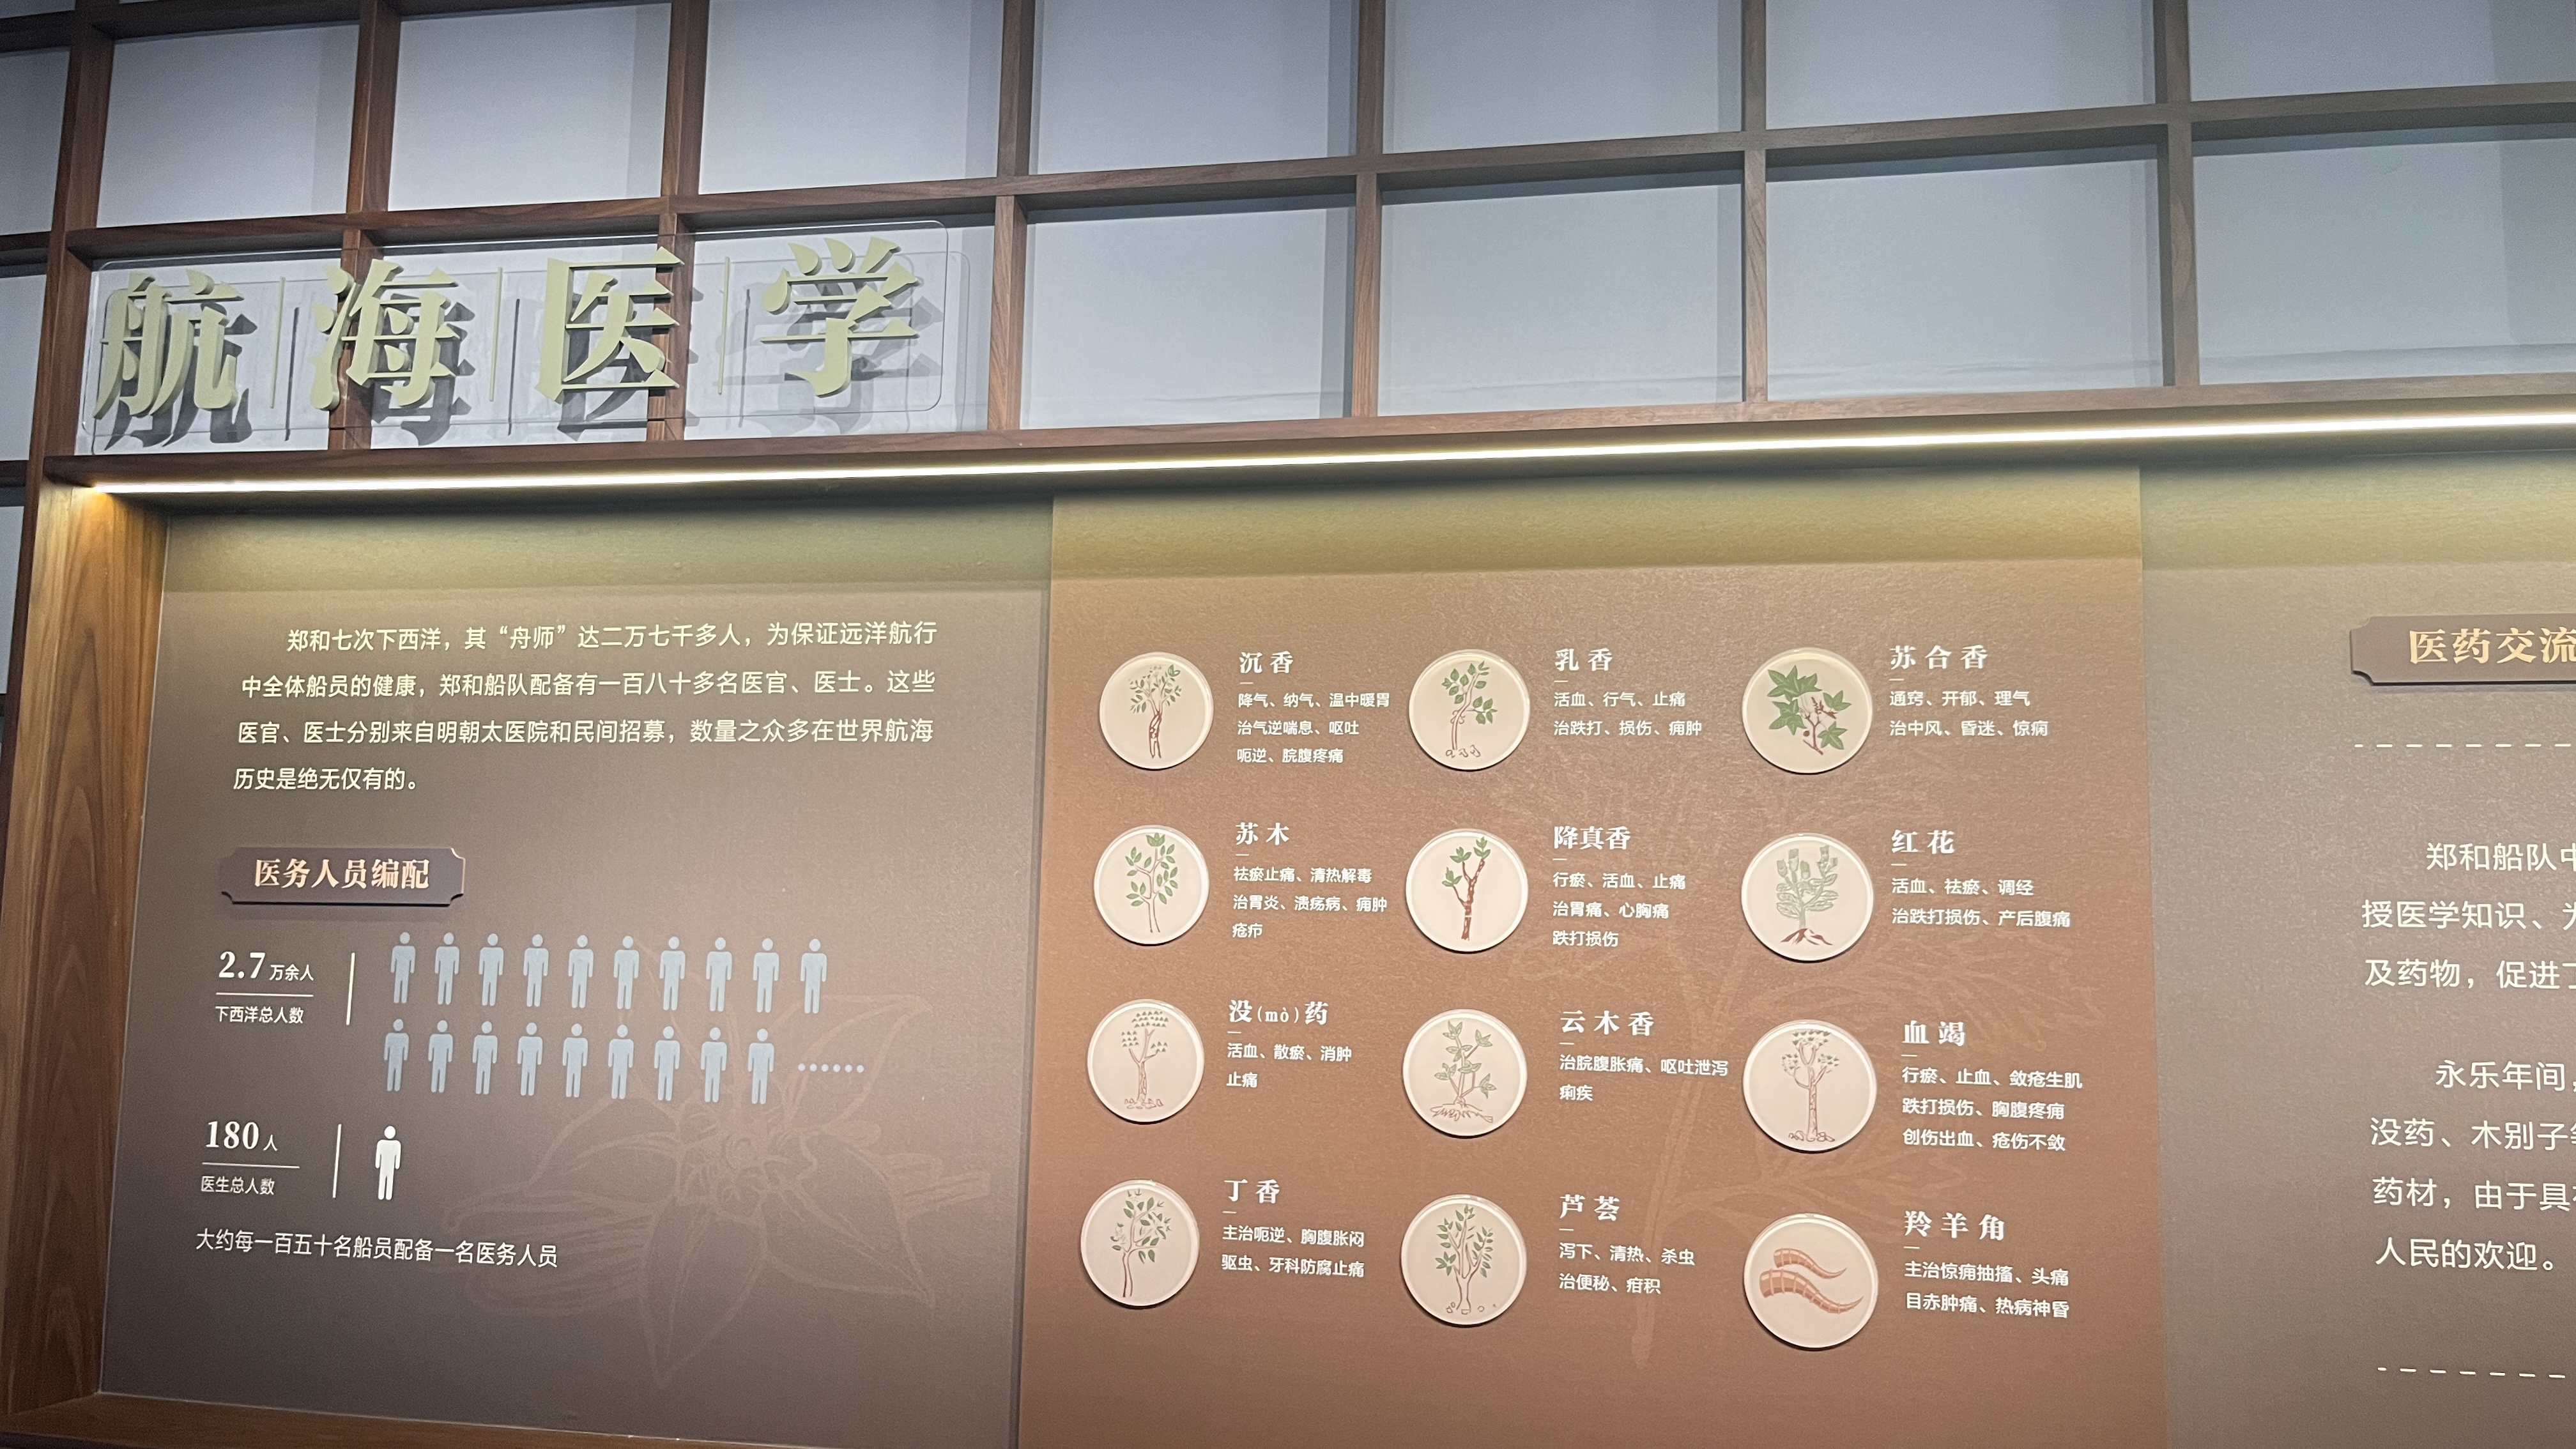 航海医学
郑和七次下西洋，其“舟师”达二万七千多人，为保证远洋航行
中全体船员的健康，郑和船队配备有一百八十多名医官、医士。这些
医官、医士分别来自明朝太医院和民间招募，数量之众多在世界航海
历史是绝无仅有的。
医务人员编配
2.7万余人
下西洋总人数
……
180人
医生总人数
大约每一百五十名船员配备一名医务人员
沉香
降气、纳气、温中暖胃
治气逆喘息、呕吐
呃逆、脘腹疼痛
乳香
活血、行气、止痛
治跌打、损伤、痈肿
苏合香
通窍、开郁、理气
治中风、昏迷、惊痫
苏木
祛瘀止痛、清热解毒
治胃炎、溃疡病、痈肿
疮疖
降真香
行瘀、活血、止痛
治胃痛、心胸痛
跌打损伤
红花
活血、祛瘀、调经
治跌打损伤、产后腹痛
没(mò)药
活血、散瘀、消肿
止痛
云木香
治脘腹胀痛、呕吐泄泻
痢疾
血竭
行瘀、止血、敛疮生肌
跌打损伤、胸腹疼痛
创伤出血、疮伤不敛
丁香
主治呃逆、胸腹胀闷
驱虫、牙科防腐止痛
芦荟
泻下、清热、杀虫
治便秘、疳积
羚羊角
主治惊痫抽搐、头痛
目赤肿痛、热病神昏
医药交流
郑和船队中
授医学知识、
及药物，促进
永乐年间，
没药、木别子
药材，由于具
人民的欢迎。